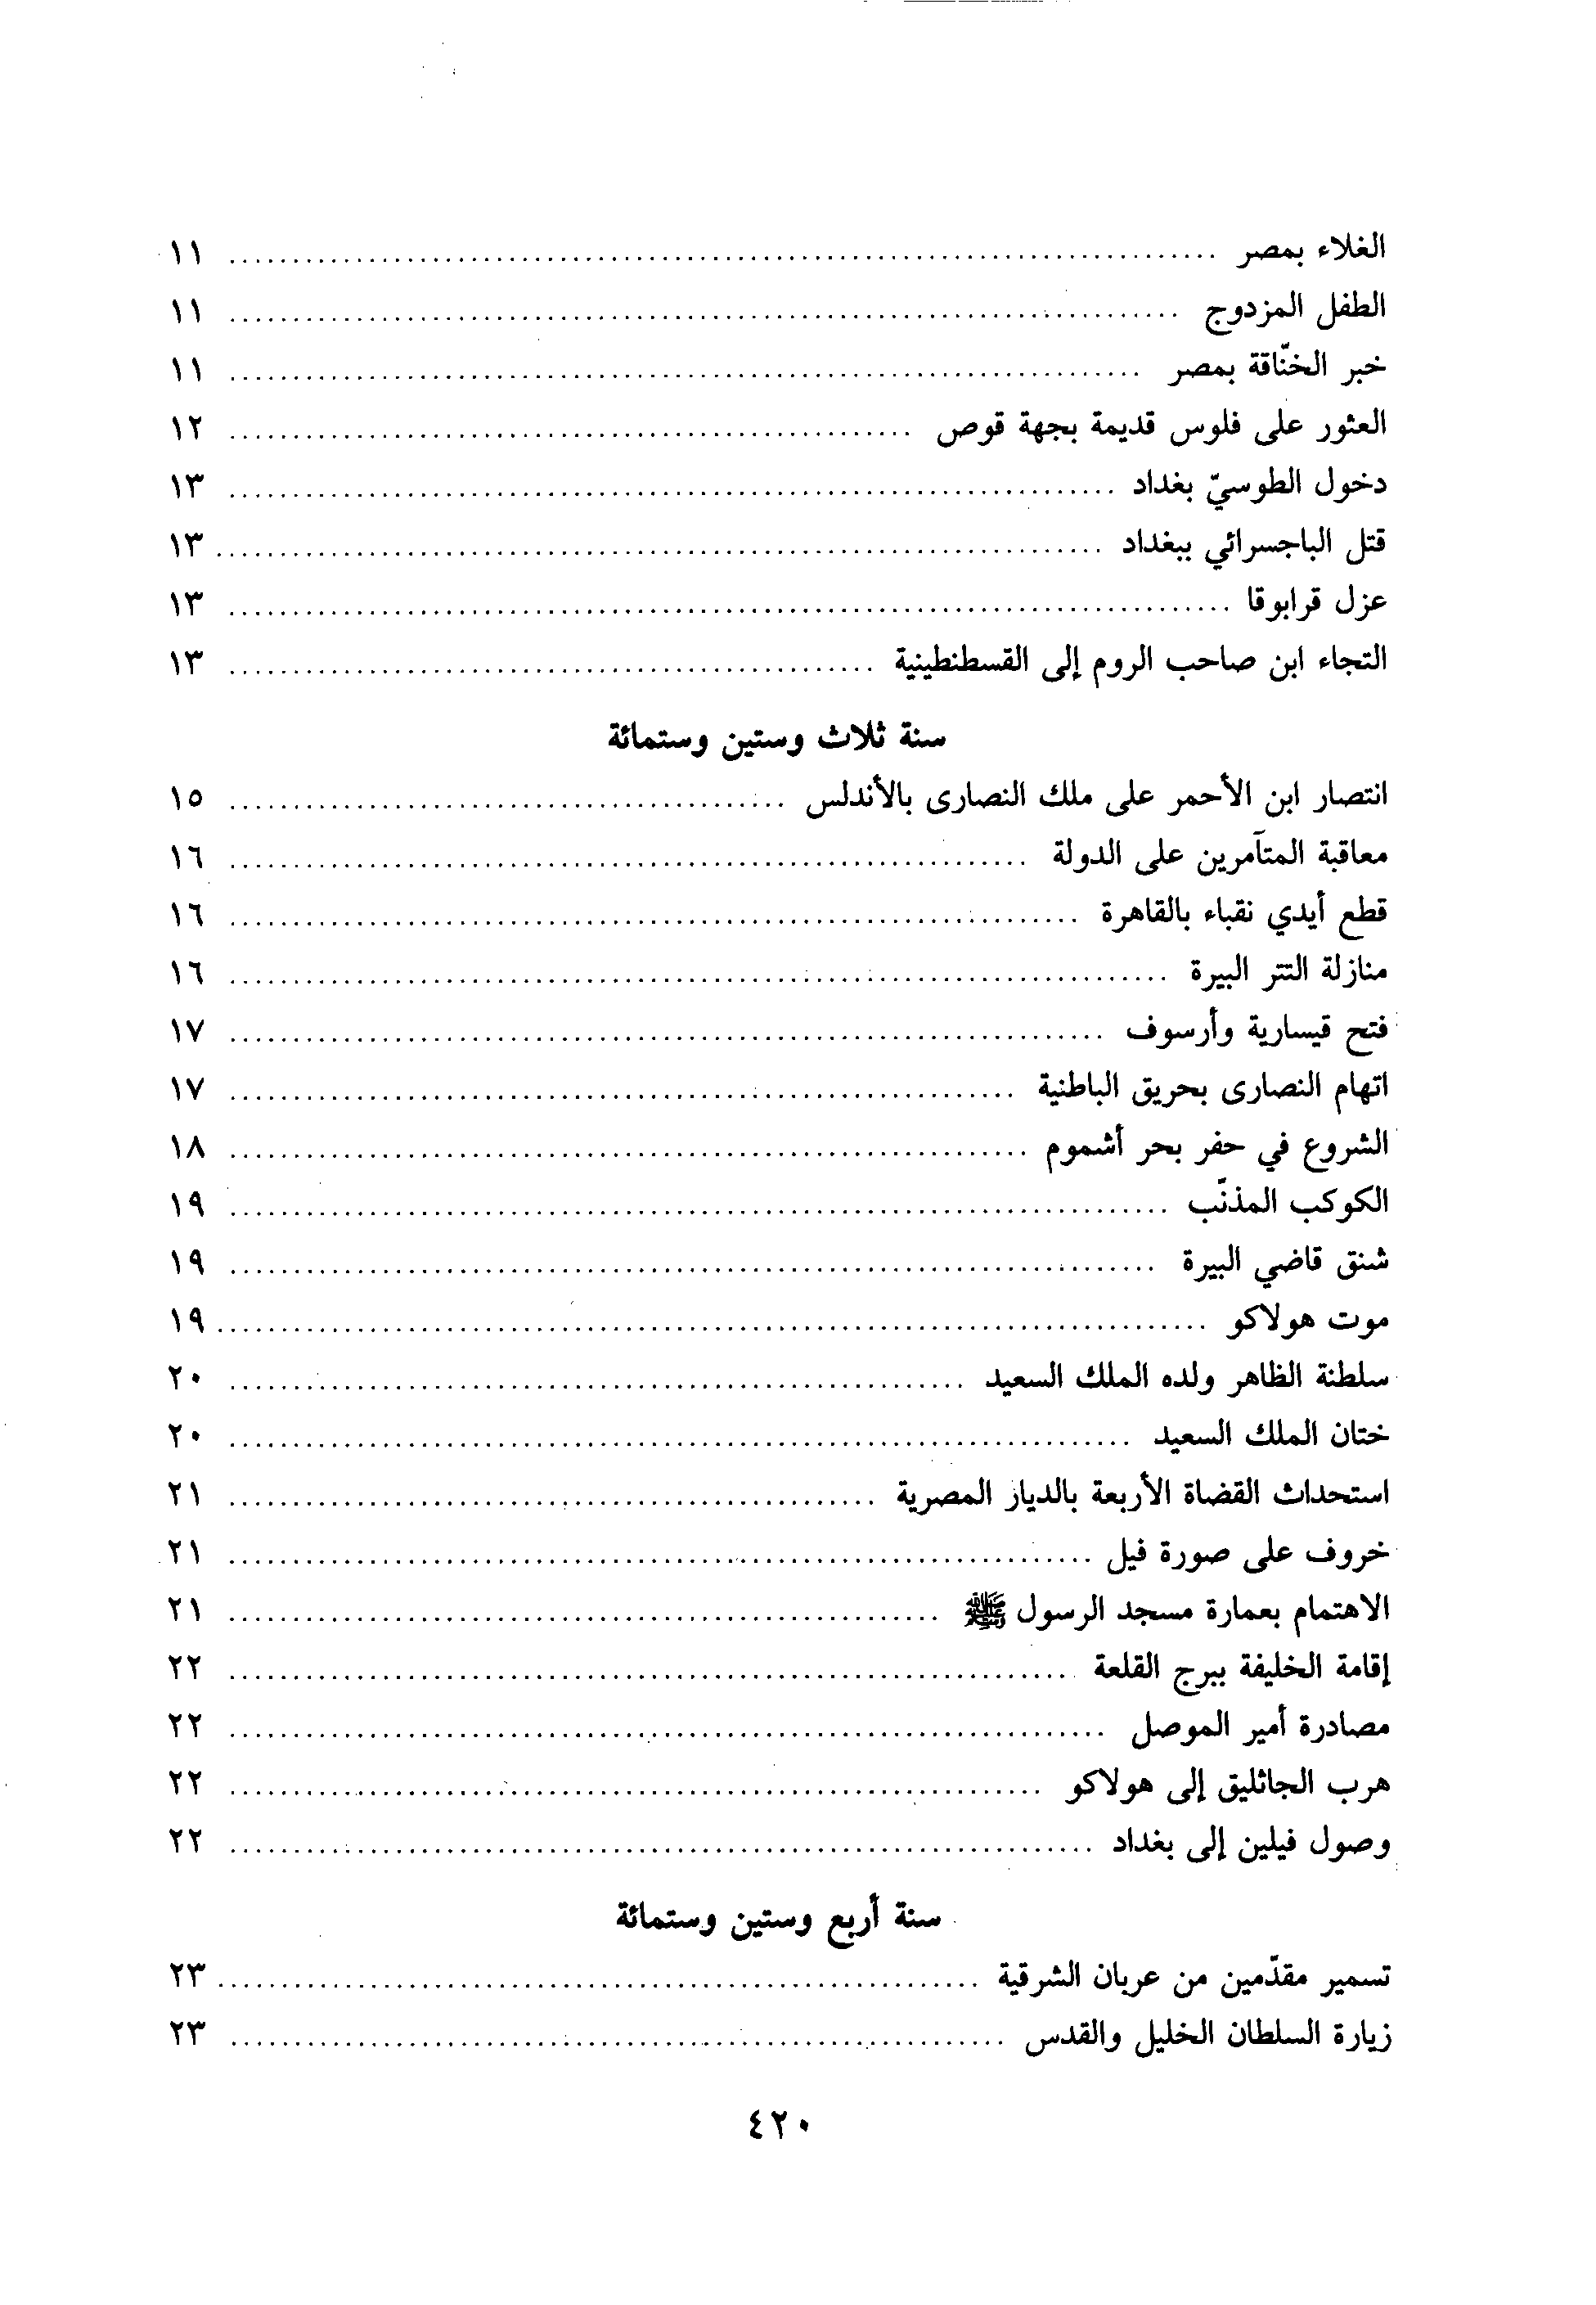 الغلاء بمصر ........ ١١
الطفل المزدوج ........ ١١
خبر الخنّاقة بمصر ........ ١١
العثور على فلوس قديمة بجهة قوص ........ ١٢
دخول الطوسيّ بغداد ........ ١٣
قتل الباجسرائي ببغداد ........ ١٣
عزل قرابوقا ........ ١٣
التجاء ابن صاحب الروم إلى القسطنطينية ........ ١٣
سنة ثلاث وستين وستمائة
انتصار ابن الأحمر على ملك النصارى بالأندلس ........ ١٥
معاقبة المتآمرين على الدولة ........ ١٦
قطع أيدي نقباء بالقاهرة ........ ١٦
منازلة التتر البيرة ........ ١٦
فتح قيسارية وأرسوف ........ ١٧
اتهام النصارى بحريق الباطنية ........ ١٧
الشروع في حفر بحر أشموم ........ ١٨
الكوكب المذنّب ........ ١٩
شنق قاضي البيرة ........ ١٩
موت هولاكو ........ ١٩
سلطنة الظاهر ولده الملك السعيد ........ ٢٠
ختان الملك السعيد ........ ٢٠
استحداث القضاة الأربعة بالديار المصرية ........ ٢١
خروف على صورة فيل ........ ٢١
الاهتمام بعمارة مسجد الرسول ﷺ ........ ٢١
إقامة الخليفة ببرج القلعة ........ ٢٢
مصادرة أمير الموصل ........ ٢٢
هرب الجاثليق إلى هولاكو ........ ٢٢
وصول فيلين إلى بغداد ........ ٢٢
سنة أربع وستين وستمائة
تسمير مقدّمين من عربان الشرقية ........ ٢٣
زيارة السلطان الخليل والقدس ........ ٢٣
٤٢٠